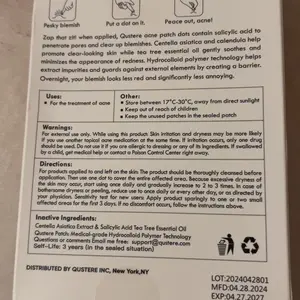 Pesky blemish
Put a dot on it.
Peace out, acne!
Zap that sit! when applied, Qustere acne patch dots contain salicylic acid to
penetrate pores and clear up blemishes. Centella asiatica and calendula help
promote clear-looking skin while tea tree essential oil gently soothes and
minimizes the appearance of redness. Hydrocolloid polymer technology helps
extract impurities and guards against external elements by creating a barrier.
Overnight, your blemish looks less red and significantly less annoying.
Uses:
• For the treatment of acne
Other:
• Store between 17°C-30°C, away from direct sunlight
• Keep out of reach of children
• Keep the unused patches in the sealed patch
Warnings:
For external use only. While using this product Skin irritation and dryness may be more likely
if you use another topical acne medication at the same time. If irritation occurs, only one drug
should be used. Do not use it if you are allergic to dressing or any of its ingredients. If swallowed
by a child, get medical help or contact a Poison Control Center right away.
Directions:
For products applied to and left on the skin. The product should be thoroughly cleansed before
application. Then use one dot to cover the entire affected area. Because excessive dryness of
the skin may occur, start using once daily and gradually increase to 2 to 3 times. In case of
bothersome dryness or peeling, reduce use to once daily or every other day, or as directed by
your physician. Sensitivity test for new users Apply product sparingly to one or two small
affected areas for the first 3 days. If no discomfort occurs, follow the instructions above.
Inactive Ingredients:
Centella Asiatica Extract & Salicylic Acid Tea Tree Essential Oil
Qustere Patch: Medical-grade Hydrocolloid Polymer Technology
Questions or comments Email me free: support@qustere.com
Self-Life: 3 years (in the sealed situation)
DISTRIBUTED BY QUSTERE INC, New York,NY
LOT:2024042801
MFD:04.28.2024
EXP:04.27.2027